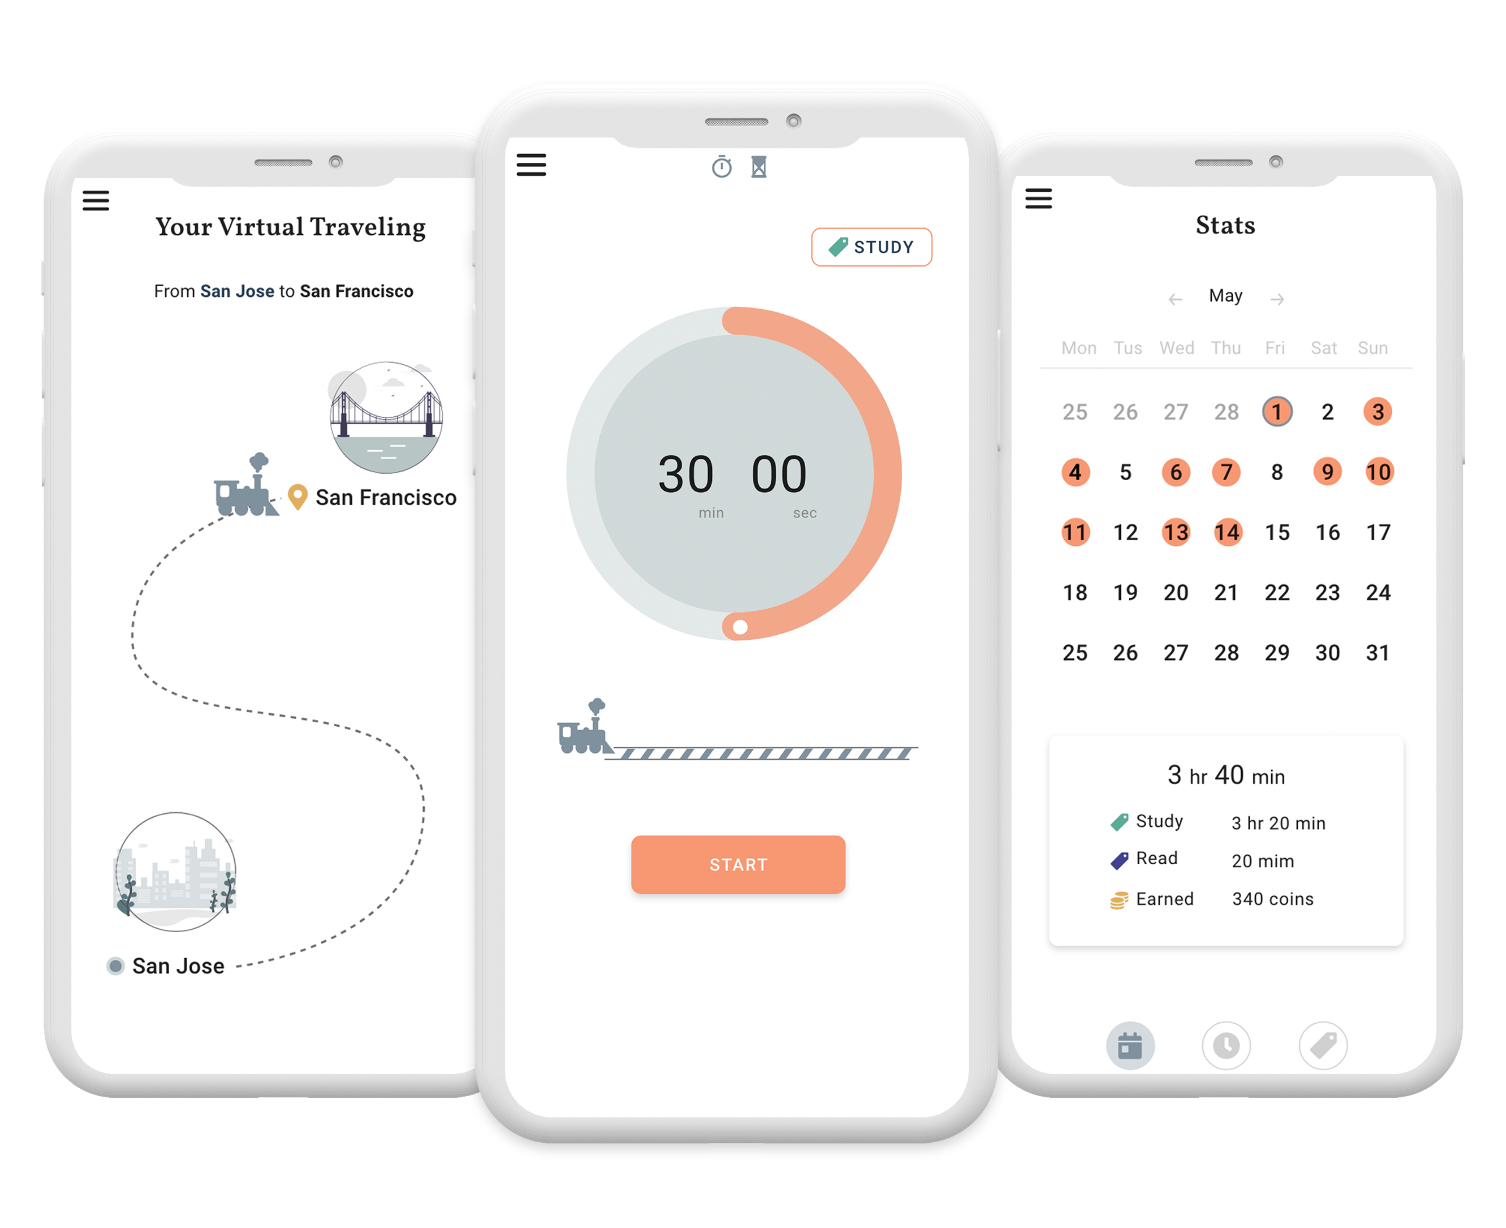 Your Virtual Traveling
From San Jose to San Francisco
San Francisco
San Jose
STUDY
30 00
min sec
START
Stats
May
Mon Tus Wed Thu Fri Sat Sun
25 26 27 28 1 2 3
4 5 6 7 8 9 10
11 12 13 14 15 16 17
18 19 20 21 22 23 24
25 26 27 28 29 30 31
3 hr 40 min
Study 3 hr 20 min
Read 20 mim
Earned 340 coins